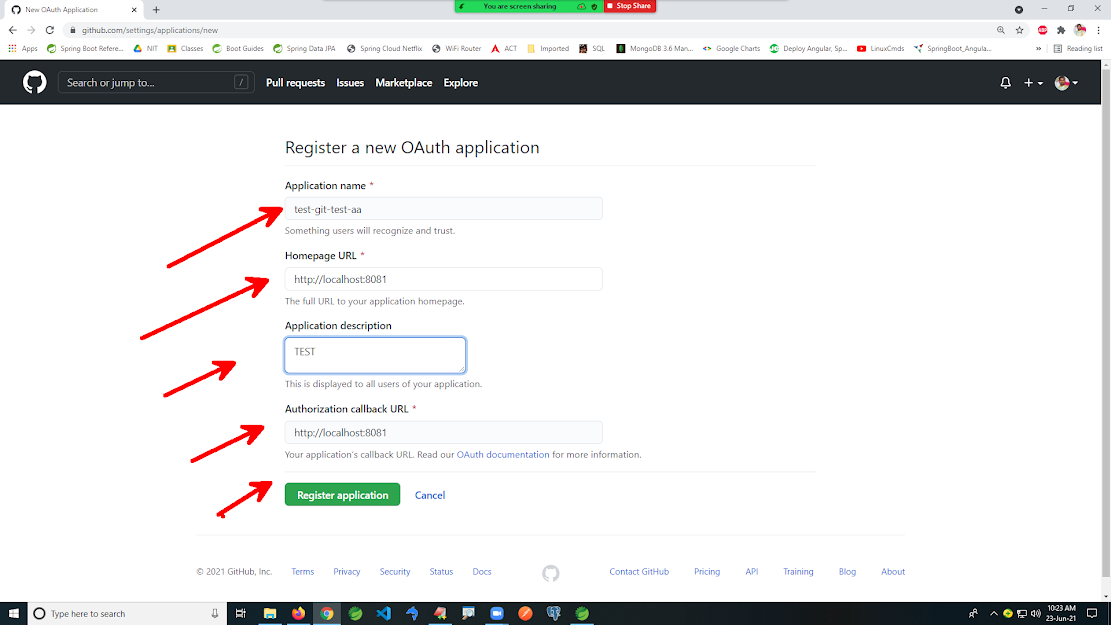 New OAuth Application
You are screen sharing
Stop Share
github.com/settings/applications/new
Apps
Spring Boot Refere...
NIT
Classes
Boot Guides
Spring Data JPA
Spring Cloud Netflix
WiFi Router
ACT
Imported
SQL
MongoDB 3.6 Man...
Google Charts
Deploy Angular, Sp...
LinuxCmds
SpringBoot_Angula...
»
Reading list
Search or jump to...
/
Pull requests
Issues
Marketplace
Explore
Register a new OAuth application
Application name *
test-git-test-aa
Something users will recognize and trust.
Homepage URL *
http://localhost:8081
The full URL to your application homepage.
Application description
TEST
This is displayed to all users of your application.
Authorization callback URL *
http://localhost:8081
Your application's callback URL. Read our OAuth documentation for more information.
Register application
Cancel
© 2021 GitHub, Inc.
Terms
Privacy
Security
Status
Docs
Contact GitHub
Pricing
API
Training
Blog
About
Type here to search
10:23 AM
23-Jun-21